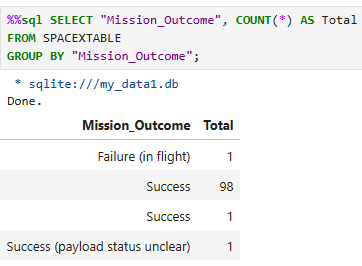 %%sql SELECT "Mission_Outcome", COUNT(*) AS Total
FROM SPACEXTABLE
GROUP BY "Mission_Outcome";
* sqlite:///my_data1.db
Done.
Mission_Outcome Total
Failure (in flight) 1
Success 98
Success 1
Success (payload status unclear) 1